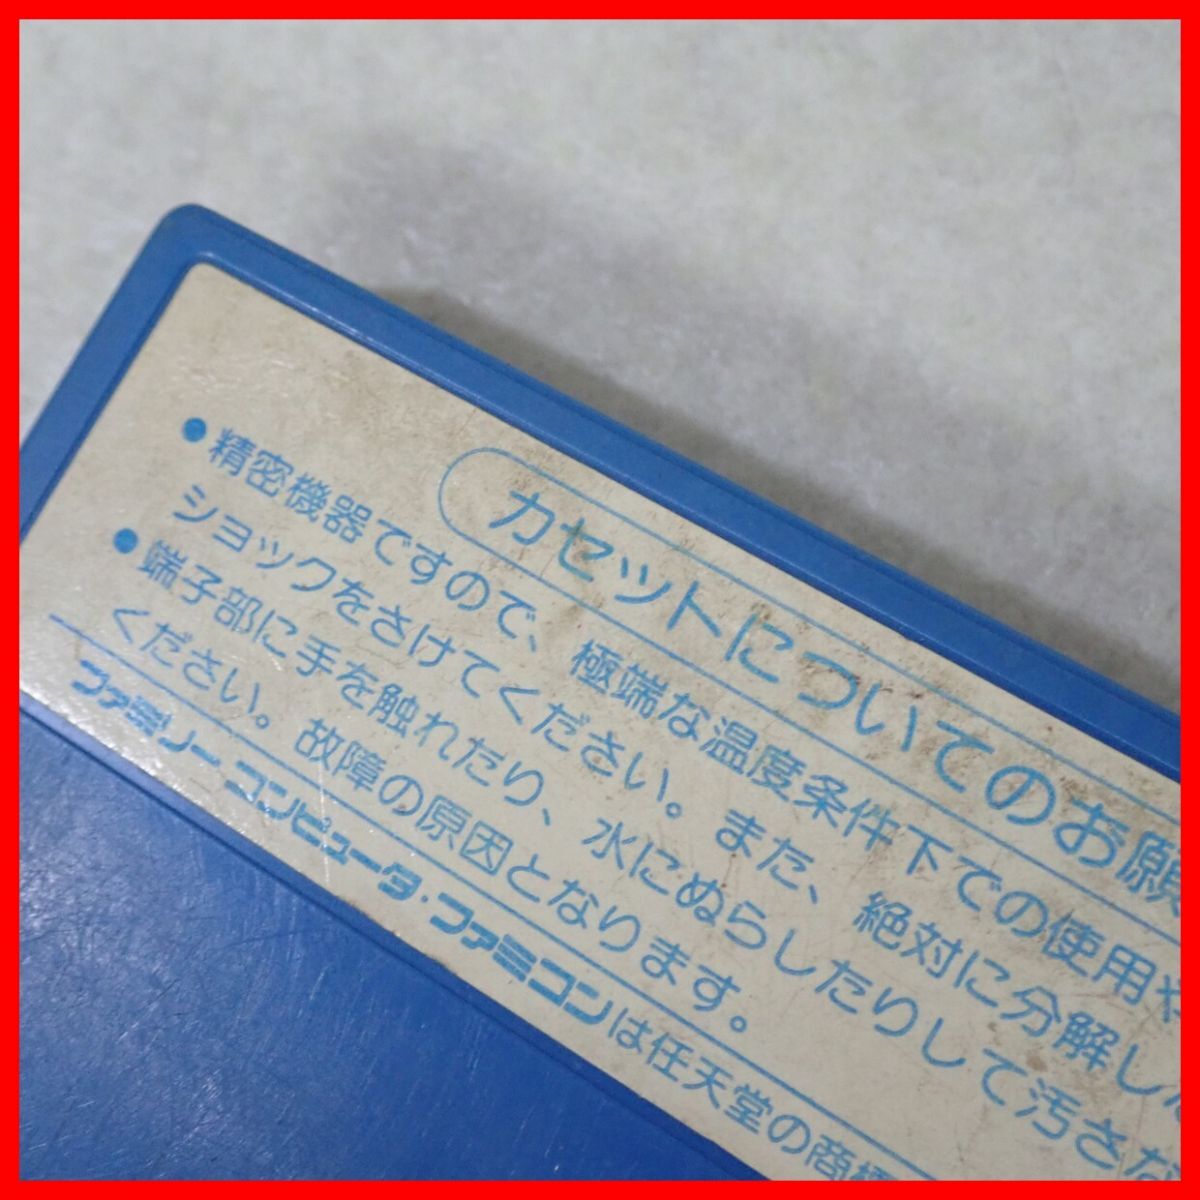 カセットについてのお願
●精密機器ですので、極端な温度条件下での使用や
ショックをさけてください。また、絶対に分解した
●端子部に手を触れたり、水にぬらしたりして汚さな
ください。故障の原因となります。
ファミリーコンピュータ・ファミコンは任天堂の商標